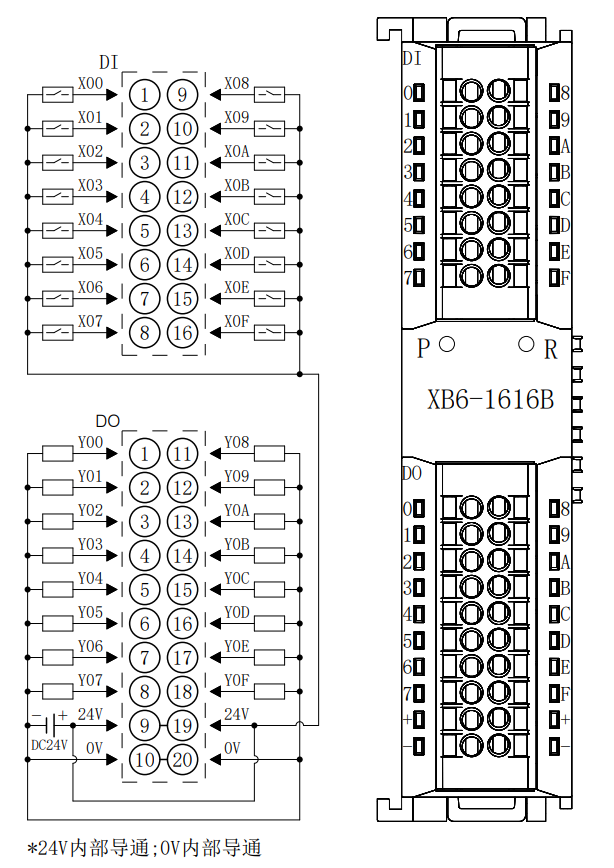 DI
X00 1 9 X08
X01 2 10 X09
X02 3 11 X0A
X03 4 12 X0B
X04 5 13 X0C
X05 6 14 X0D
X06 7 15 X0E
X07 8 16 X0F
DO
Y00 1 11 Y08
Y01 2 12 Y09
Y02 3 13 Y0A
Y03 4 14 Y0B
Y04 5 15 Y0C
Y05 6 16 Y0D
Y06 7 17 Y0E
Y07 8 18 Y0F
− + 24V 9 19 24V
DC24V
0V 10 20 0V
*24V内部导通;0V内部导通
DI
0 8
1 9
2 A
3 B
4 C
5 D
6 E
7 F
P R
XB6-1616B
DO
0 8
1 9
2 A
3 B
4 C
5 D
6 E
7 F
+ +
- -